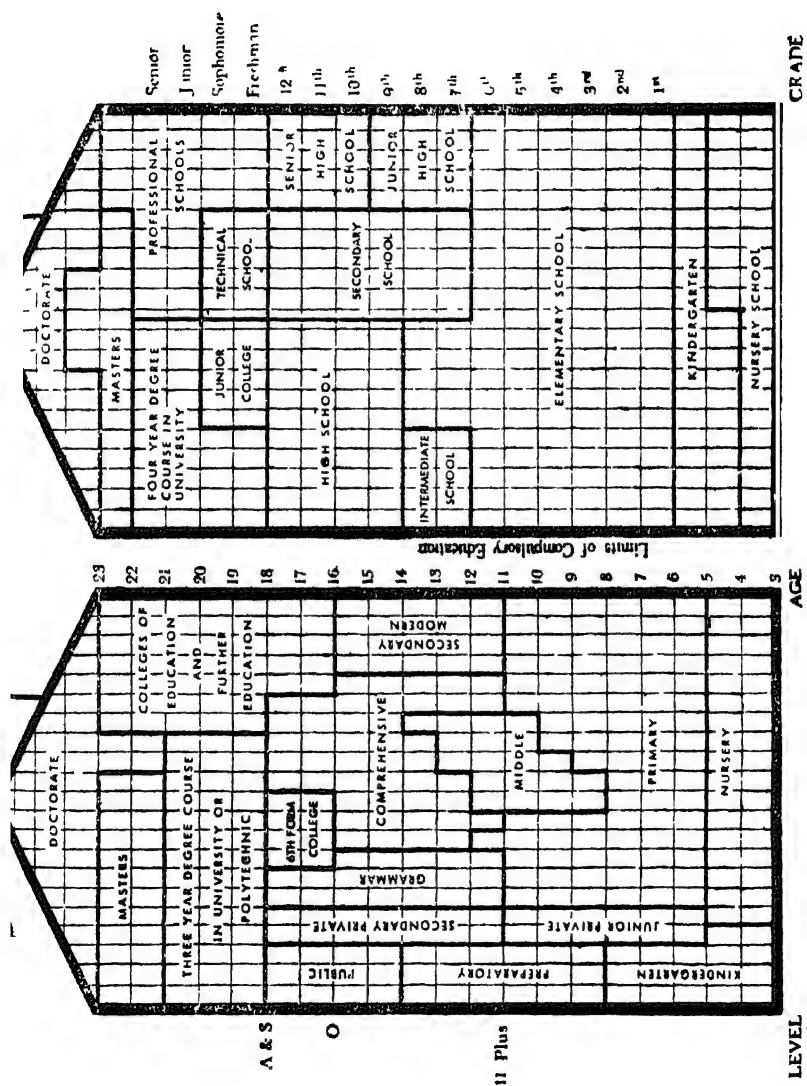 DOCTORATE
MASTERS
THREE YEAR DEGREE COURSE
IN UNIVERSITY OR
POLYTECHNIC
COLLEGES OF
EDUCATION
AND
FURTHER
EDUCATION
6TH FORM
COLLEGE
PUBLIC
SECONDARY PRIVATE
GRAMMAR
COMPREHENSIVE
SECONDARY
MODERN
MIDDLE
PREPARATORY
JUNIOR PRIVATE
PRIMARY
KINDERGARTEN
NURSERY
A & S
O
11 Plus
LEVEL
23
22
21
20
19
18
17
16
15
14
13
12
11
10
9
8
7
6
5
4
3
AGE
Limits of Compulsory Education
DOCTORATE
MASTERS
FOUR YEAR DEGREE
COURSE IN
UNIVERSITY
PROFESSIONAL
SCHOOLS
JUNIOR
COLLEGE
TECHNICAL
SCHOOL
HIGH SCHOOL
SECONDARY
SCHOOL
SENIOR
HIGH
SCHOOL
JUNIOR
HIGH
SCHOOL
INTERMEDIATE
SCHOOL
ELEMENTARY SCHOOL
KINDERGARTEN
NURSERY SCHOOL
Senior
Junior
Sophomore
Freshman
12th
11th
10th
9th
8th
7th
6th
5th
4th
3rd
2nd
1st
GRADE